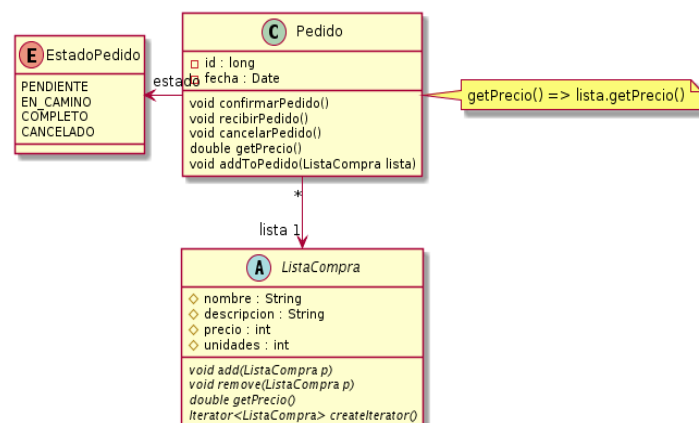 C Pedido
id : long
fecha : Date
void confirmarPedido()
void recibirPedido()
void cancelarPedido()
double getPrecio()
void addToPedido(ListaCompra lista)
E EstadoPedido
PENDIENTE
EN_CAMINO
COMPLETO
CANCELADO
estado
getPrecio() => lista.getPrecio()
*
lista 1
A ListaCompra
nombre : String
descripcion : String
precio : int
unidades : int
void add(ListaCompra p)
void remove(ListaCompra p)
double getPrecio()
Iterator<ListaCompra> createIterator()